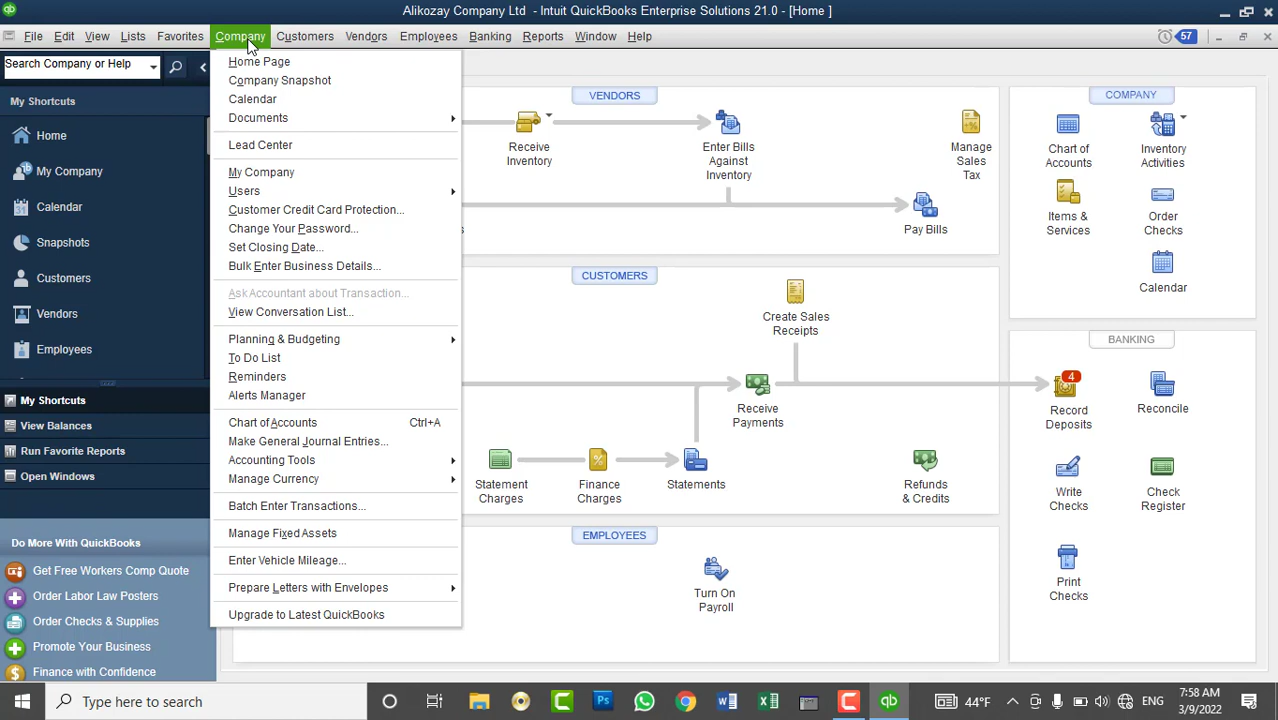 Alikozay Company Ltd - Intuit QuickBooks Enterprise Solutions 21.0 - [Home ]
File Edit View Lists Favorites Company Customers Vendors Employees Banking Reports Window Help 57
Search Company or Help
My Shortcuts
Home
My Company
Calendar
Snapshots
Customers
Vendors
Employees
My Shortcuts
View Balances
Run Favorite Reports
Open Windows
Do More With QuickBooks
Get Free Workers Comp Quote
Order Labor Law Posters
Order Checks & Supplies
Promote Your Business
Finance with Confidence
Home Page
Company Snapshot
Calendar
Documents
Lead Center
My Company
Users
Customer Credit Card Protection...
Change Your Password...
Set Closing Date...
Bulk Enter Business Details...
Ask Accountant about Transaction...
View Conversation List...
Planning & Budgeting
To Do List
Reminders
Alerts Manager
Chart of Accounts Ctrl+A
Make General Journal Entries...
Accounting Tools
Manage Currency
Batch Enter Transactions...
Manage Fixed Assets
Enter Vehicle Mileage...
Prepare Letters with Envelopes
Upgrade to Latest QuickBooks
VENDORS
Receive
Inventory
Enter Bills
Against
Inventory
Manage
Sales
Tax
Pay Bills
CUSTOMERS
Create Sales
Receipts
Receive
Payments
Statement
Charges
Finance
Charges
Statements
Refunds
& Credits
EMPLOYEES
Turn On
Payroll
COMPANY
Chart of
Accounts
Inventory
Activities
Items &
Services
Order
Checks
Calendar
BANKING
4
Record
Deposits
Reconcile
Write
Checks
Check
Register
Print
Checks
Type here to search
44°F
ENG
7:58 AM
3/9/2022